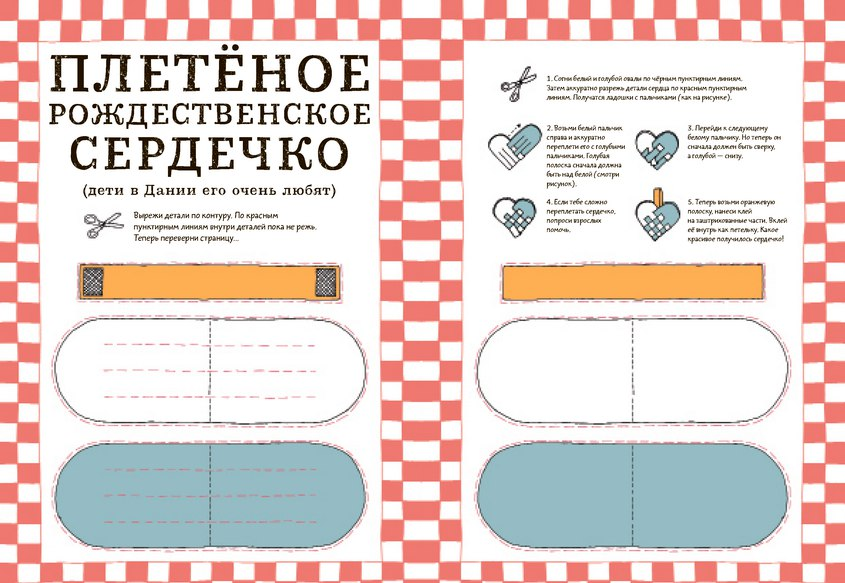 ПЛЕТЁНОЕ
РОЖДЕСТВЕНСКОЕ
СЕРДЕЧКО
(дети в Дании его очень любят)
Вырежи детали по контуру. По красным
пунктирным линиям внутри деталей пока не режь.
Теперь переверни страницу...
1. Согни белый и голубой овалы по чёрным пунктирным линиям.
Затем аккуратно разрежь детали сердца по красным пунктирным
линиям. Получатся ладошки с пальчиками (как на рисунке).
2. Возьми белый пальчик
справа и аккуратно
переплети его с голубыми
пальчиками. Голубая
полоска сначала должна
быть над белой (смотри
рисунок).
3. Перейди к следующему
белому пальчику. Но теперь он
сначала должен быть сверху,
а голубой — снизу.
4. Если тебе сложно
переплетать сердечко,
попроси взрослых
помочь.
5. Теперь возьми оранжевую
полоску, нанеси клей
на заштрихованные части. Вклей
её внутрь как петельку. Какое
красивое получилось сердечко!